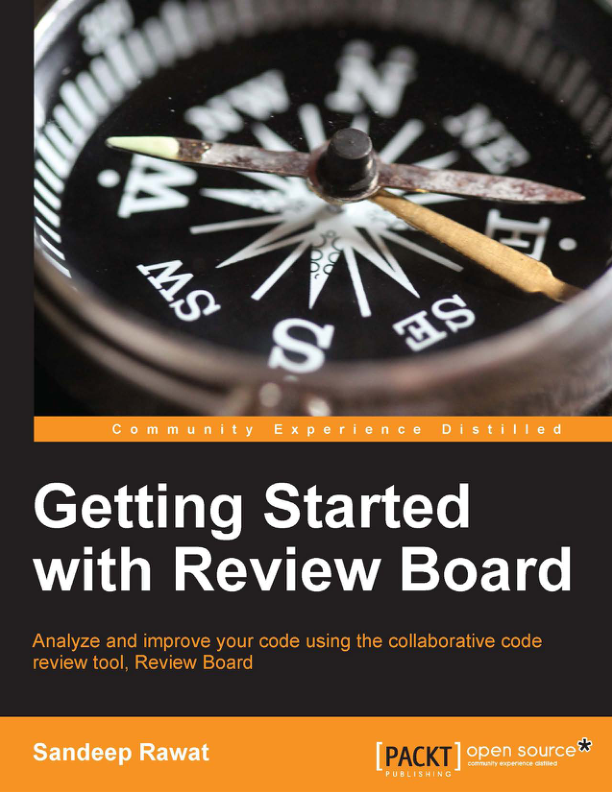 N
NW
NE
W
E
SW
SE
S
Community Experience Distilled
Getting Started
with Review Board
Analyze and improve your code using the collaborative code
review tool, Review Board
Sandeep Rawat
[PACKT]
PUBLISHING
open source*
community experience distilled